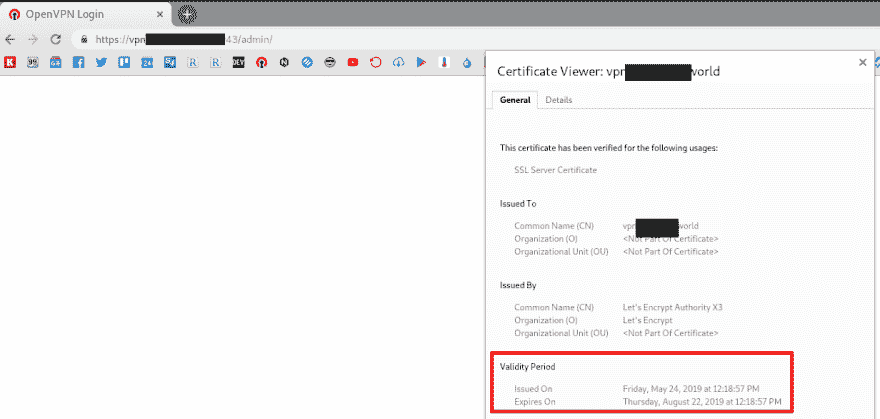 OpenVPN Login
https://vpn 43/admin/
99 24 R R DEV N
Certificate Viewer: vpn world
General Details
This certificate has been verified for the following usages:
SSL Server Certificate
Issued To
Common Name (CN) vpn world
Organization (O) <Not Part Of Certificate>
Organizational Unit (OU) <Not Part Of Certificate>
Issued By
Common Name (CN) Let's Encrypt Authority X3
Organization (O) Let's Encrypt
Organizational Unit (OU) <Not Part Of Certificate>
Validity Period
Issued On Friday, May 24, 2019 at 12:18:57 PM
Expires On Thursday, August 22, 2019 at 12:18:57 PM